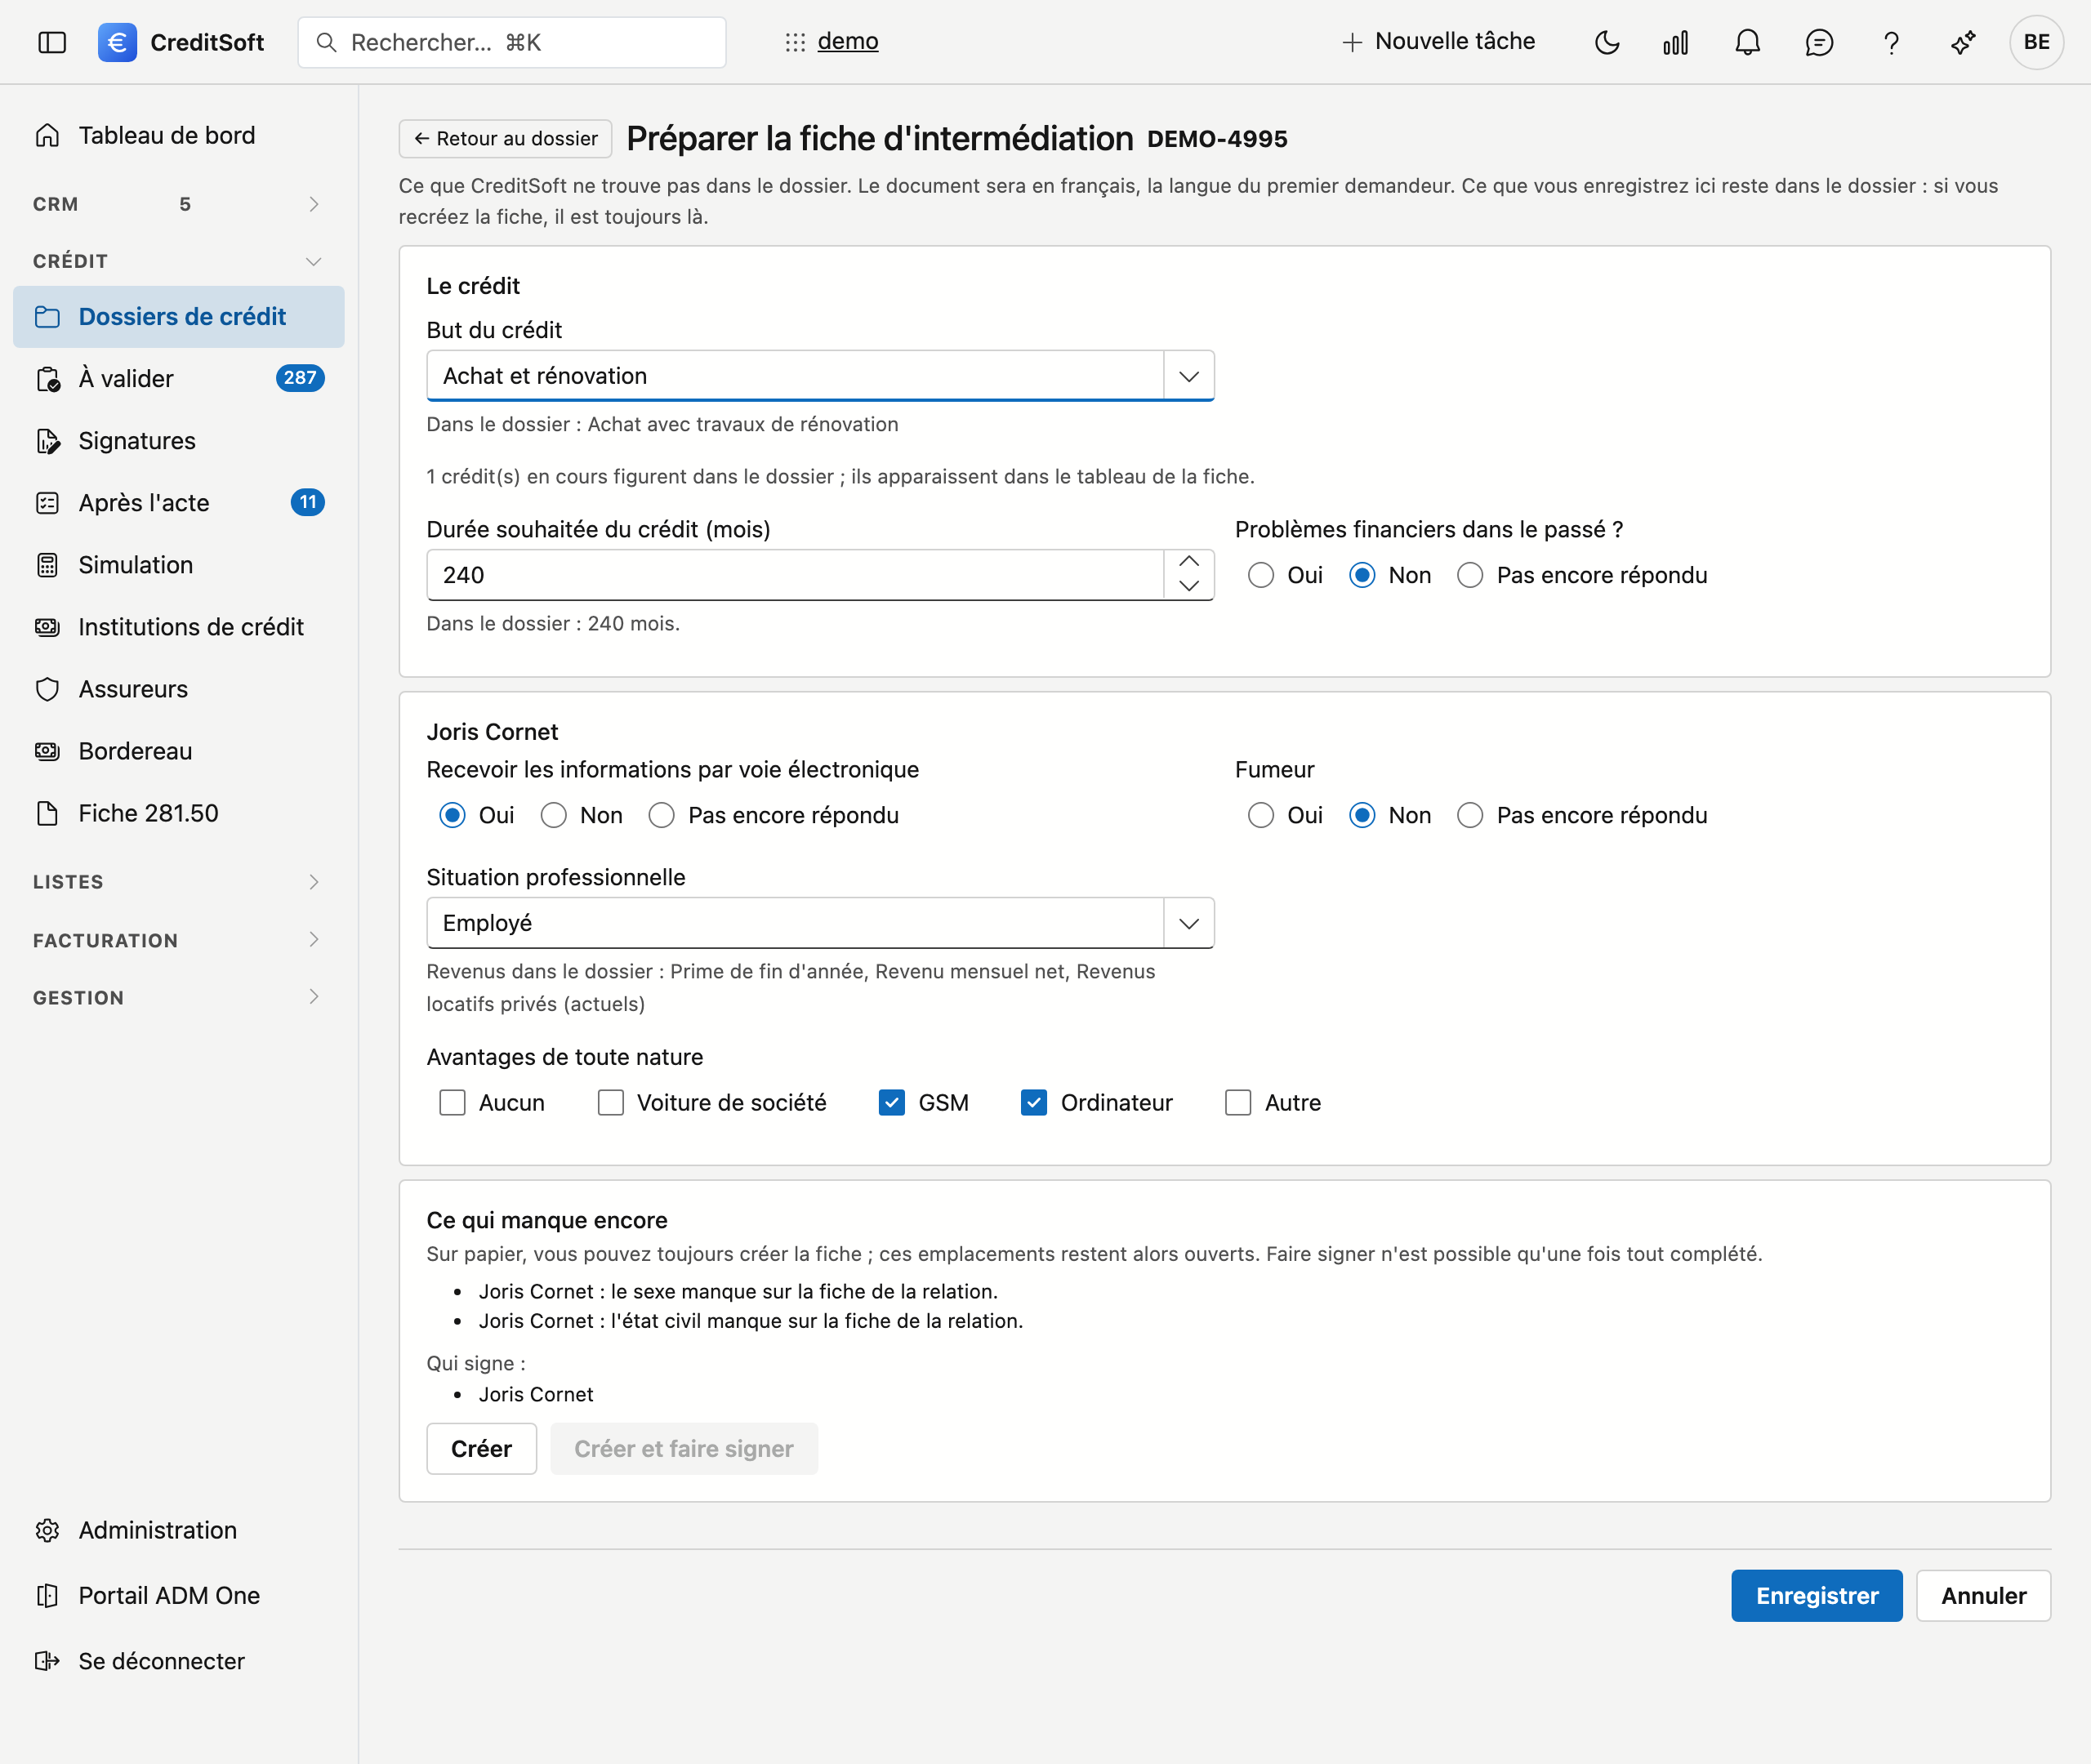 CreditSoft
Rechercher... ⌘K
demo
Nouvelle tâche
BE
Tableau de bord
CRM 5
CRÉDIT
Dossiers de crédit
À valider 287
Signatures
Après l'acte 11
Simulation
Institutions de crédit
Assureurs
Bordereau
Fiche 281.50
LISTES
FACTURATION
GESTION
Administration
Portail ADM One
Se déconnecter
← Retour au dossier Préparer la fiche d'intermédiation DEMO-4995
Ce que CreditSoft ne trouve pas dans le dossier. Le document sera en français, la langue du premier demandeur. Ce que vous enregistrez ici reste dans le dossier : si vous
recréez la fiche, il est toujours là.
Le crédit
But du crédit
Achat et rénovation
Dans le dossier : Achat avec travaux de rénovation
1 crédit(s) en cours figurent dans le dossier ; ils apparaissent dans le tableau de la fiche.
Durée souhaitée du crédit (mois)
240
Dans le dossier : 240 mois.
Problèmes financiers dans le passé ?
Oui Non Pas encore répondu
Joris Cornet
Recevoir les informations par voie électronique
Oui Non Pas encore répondu
Fumeur
Oui Non Pas encore répondu
Situation professionnelle
Employé
Revenus dans le dossier : Prime de fin d'année, Revenu mensuel net, Revenus
locatifs privés (actuels)
Avantages de toute nature
Aucun Voiture de société GSM Ordinateur Autre
Ce qui manque encore
Sur papier, vous pouvez toujours créer la fiche ; ces emplacements restent alors ouverts. Faire signer n'est possible qu'une fois tout complété.
• Joris Cornet : le sexe manque sur la fiche de la relation.
• Joris Cornet : l'état civil manque sur la fiche de la relation.
Qui signe :
• Joris Cornet
Créer Créer et faire signer
Enregistrer Annuler